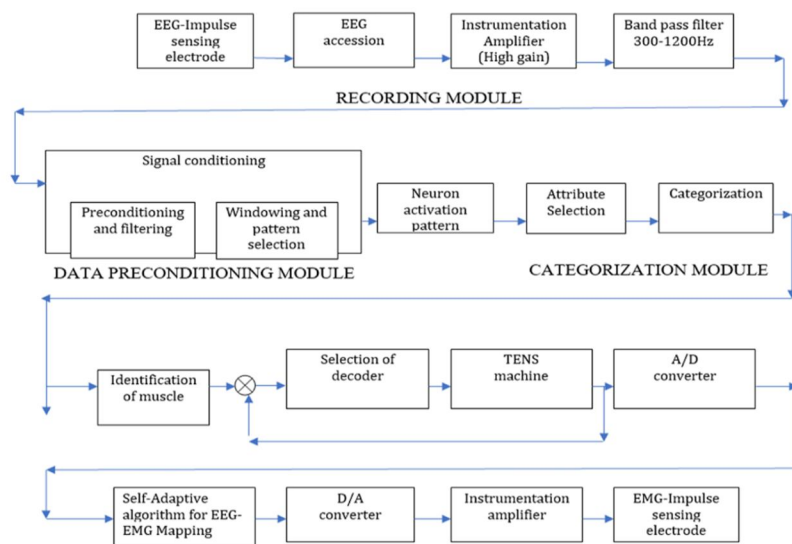 EEG-Impulse
sensing
electrode
EEG
accession
Instrumentation
Amplifier
(High gain)
Band pass filter
300-1200Hz
RECORDING MODULE
Signal conditioning
Preconditioning
and filtering
Windowing and
pattern
selection
Neuron
activation
pattern
Attribute
Selection
Categorization
DATA PRECONDITIONING MODULE
CATEGORIZATION MODULE
Identification
of muscle
Selection of
decoder
TENS
machine
A/D
converter
Self-Adaptive
algorithm for EEG-
EMG Mapping
D/A
converter
Instrumentation
amplifier
EMG-Impulse
sensing
electrode